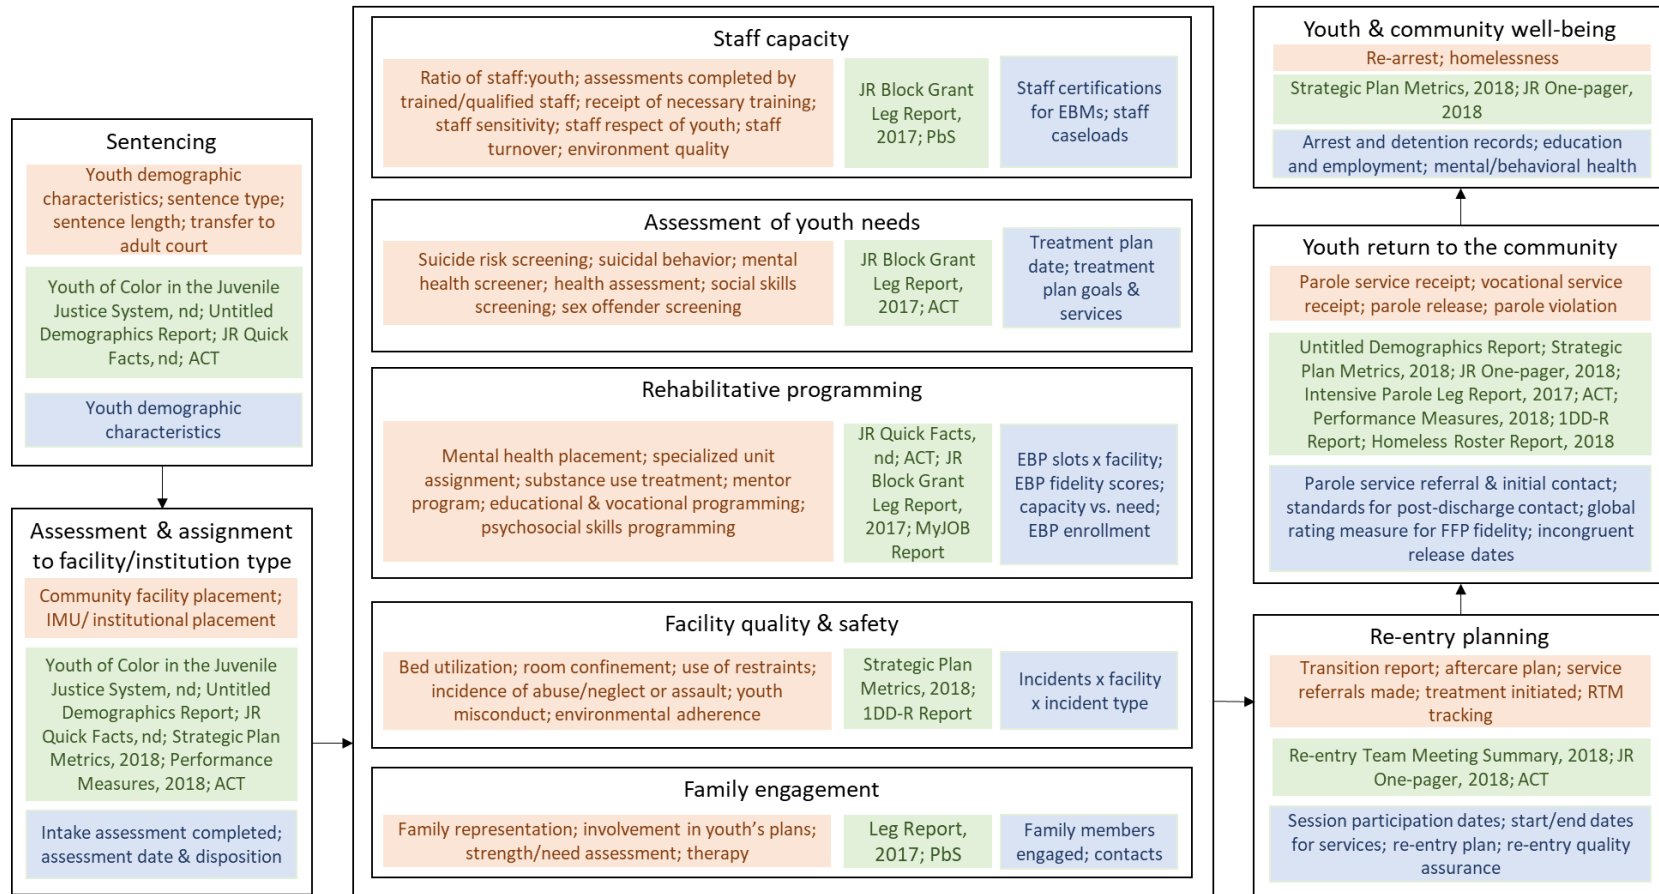 Sentencing
Youth demographic
characteristics; sentence type;
sentence length; transfer to
adult court
Youth of Color in the Juvenile
Justice System, nd; Untitled
Demographics Report; JR Quick
Facts, nd; ACT
Youth demographic
characteristics
Assessment & assignment
to facility/institution type
Community facility placement;
IMU/ institutional placement
Youth of Color in the Juvenile
Justice System, nd; Untitled
Demographics Report; JR
Quick Facts, nd; Strategic Plan
Metrics, 2018; Performance
Measures, 2018; ACT
Intake assessment completed;
assessment date & disposition
Staff capacity
Ratio of staff:youth; assessments completed by
trained/qualified staff; receipt of necessary training;
staff sensitivity; staff respect of youth; staff
turnover; environment quality
JR Block Grant
Leg Report,
2017; PbS
Staff certifications
for EBMs; staff
caseloads
Assessment of youth needs
Suicide risk screening; suicidal behavior; mental
health screener; health assessment; social skills
screening; sex offender screening
JR Block Grant
Leg Report,
2017; ACT
Treatment plan
date; treatment
plan goals &
services
Rehabilitative programming
Mental health placement; specialized unit
assignment; substance use treatment; mentor
program; educational & vocational programming;
psychosocial skills programming
JR Quick Facts,
nd; ACT; JR
Block Grant
Leg Report,
2017; MyJOB
Report
EBP slots x facility;
EBP fidelity scores;
capacity vs. need;
EBP enrollment
Facility quality & safety
Bed utilization; room confinement; use of restraints;
incidence of abuse/neglect or assault; youth
misconduct; environmental adherence
Strategic Plan
Metrics, 2018;
1DD-R Report
Incidents x facility
x incident type
Family engagement
Family representation; involvement in youth's plans;
strength/need assessment; therapy
Leg Report,
2017; PbS
Family members
engaged; contacts
Youth & community well-being
Re-arrest; homelessness
Strategic Plan Metrics, 2018; JR One-pager,
2018
Arrest and detention records; education
and employment; mental/behavioral health
Youth return to the community
Parole service receipt; vocational service
receipt; parole release; parole violation
Untitled Demographics Report; Strategic
Plan Metrics, 2018; JR One-pager, 2018;
Intensive Parole Leg Report, 2017; ACT;
Performance Measures, 2018; 1DD-R
Report; Homeless Roster Report, 2018
Parole service referral & initial contact;
standards for post-discharge contact; global
rating measure for FFP fidelity; incongruent
release dates
Re-entry planning
Transition report; aftercare plan; service
referrals made; treatment initiated; RTM
tracking
Re-entry Team Meeting Summary, 2018; JR
One-pager, 2018; ACT
Session participation dates; start/end dates
for services; re-entry plan; re-entry quality
assurance